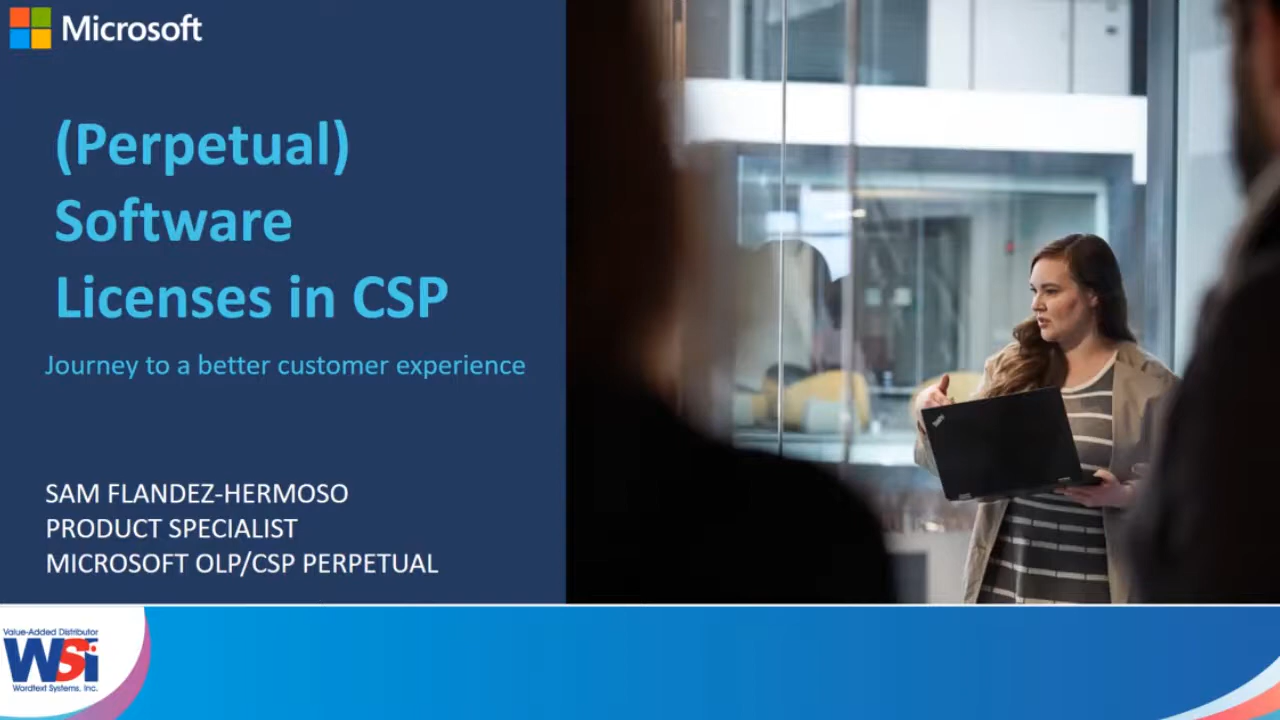 Microsoft
(Perpetual)
Software
Licenses in CSP
Journey to a better customer experience
SAM FLANDEZ-HERMOSO
PRODUCT SPECIALIST
MICROSOFT OLP/CSP PERPETUAL
Value-Added Distributor
WSi
Wordtext Systems, Inc.